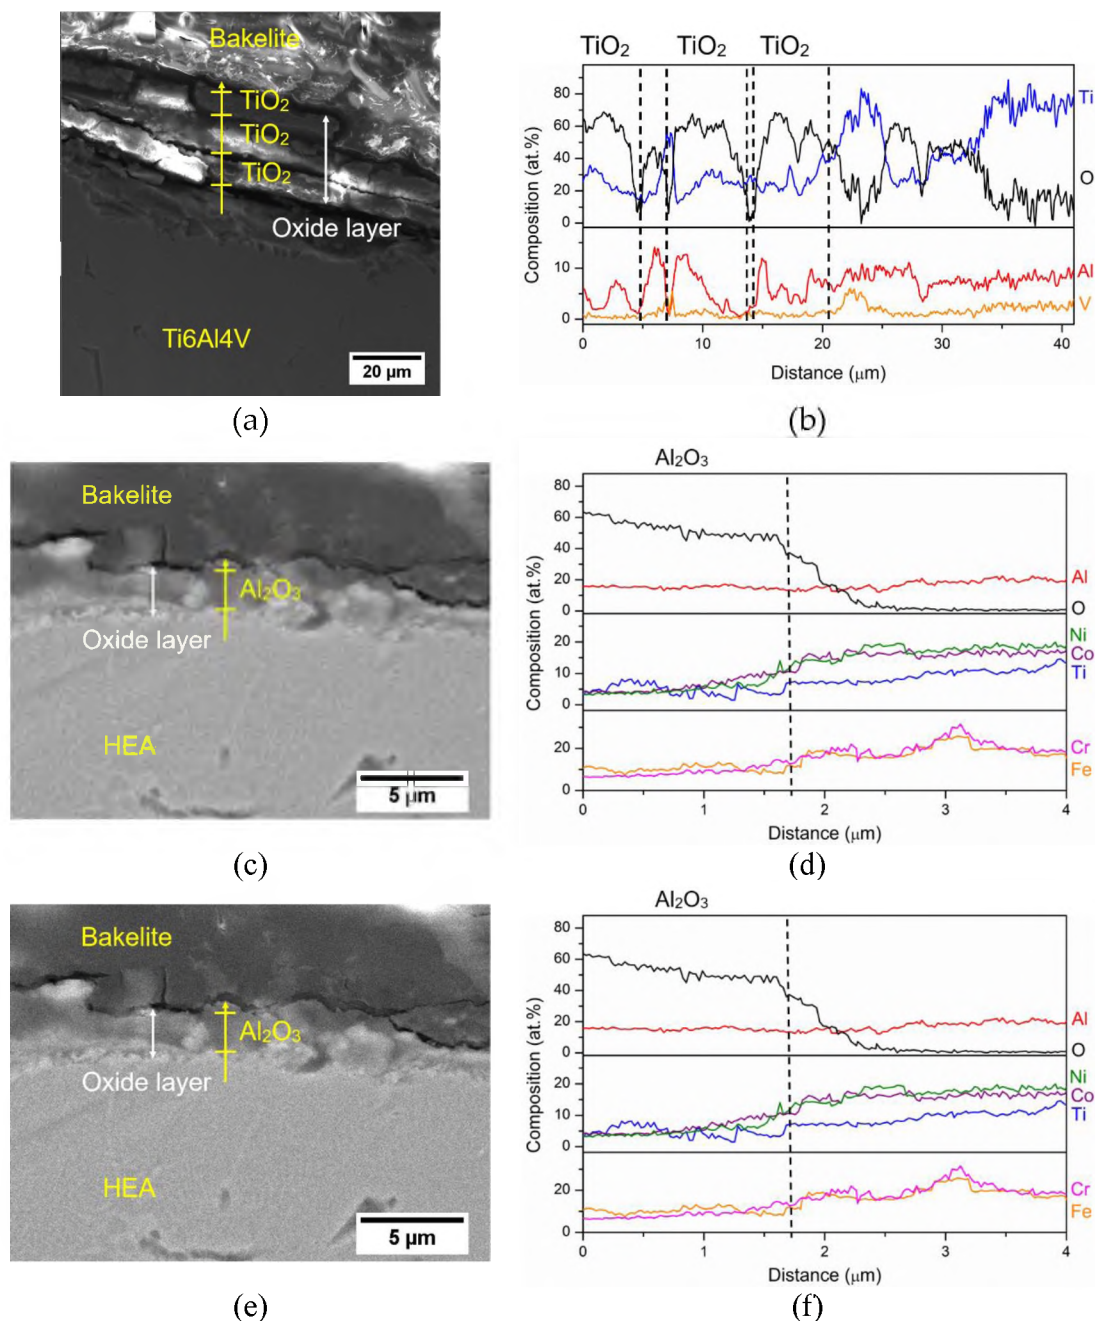 Bakelite
TiO2
TiO2
TiO2
Oxide layer
Ti6Al4V
20 µm
(a)
TiO2 TiO2 TiO2
Composition (at.%)
80
60
40
20
0
10
0
Ti
O
Al
V
0 10 20 30 40
Distance (µm)
(b)
Bakelite
Al2O3
Oxide layer
HEA
5 µm
(c)
Al2O3
Composition (at.%)
80
60
40
20
0
20
10
0
20
0
Al
O
Ni
Co
Ti
Cr
Fe
0 1 2 3 4
Distance (µm)
(d)
Bakelite
Al2O3
Oxide layer
HEA
5 µm
(e)
Al2O3
Composition (at.%)
80
60
40
20
0
20
10
0
20
0
Al
O
Ni
Co
Ti
Cr
Fe
0 1 2 3 4
Distance (µm)
(f)